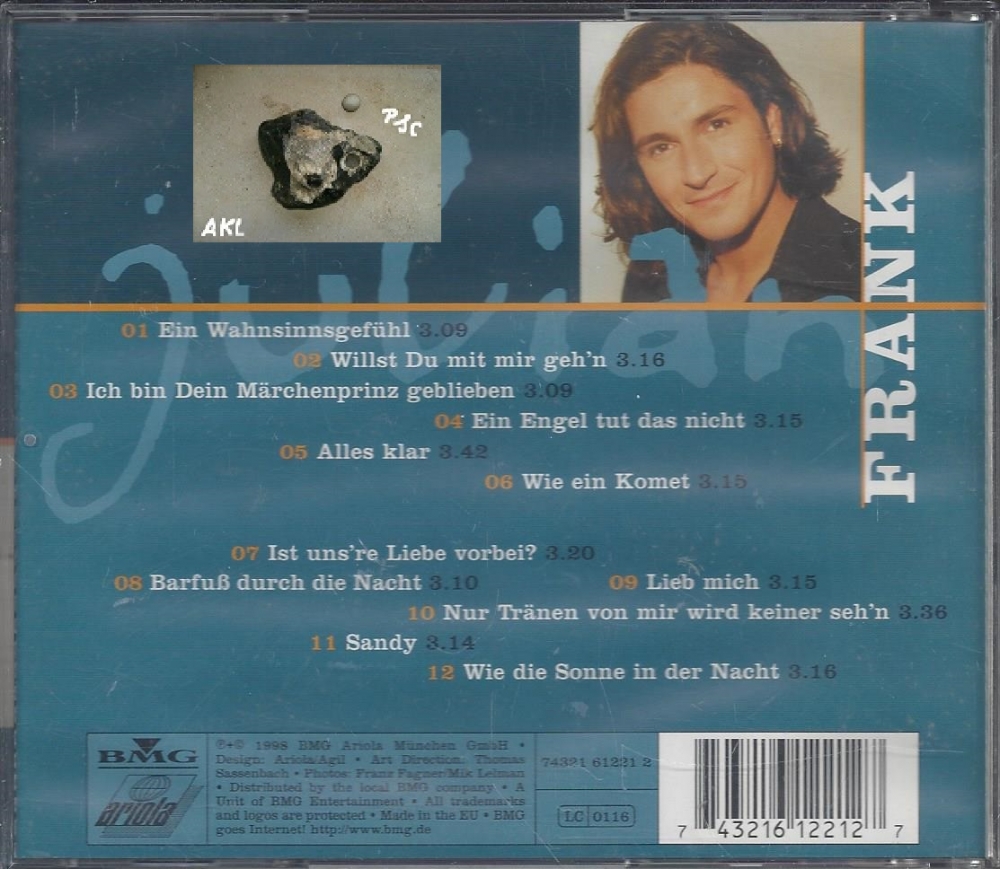 PSC
AKL
julian
FRANK
01 Ein Wahnsinnsgefühl 3.09
02 Willst Du mit mir geh'n 3.16
03 Ich bin Dein Märchenprinz geblieben 3.09
04 Ein Engel tut das nicht 3.15
05 Alles klar 3.42
06 Wie ein Komet 3.15
07 Ist uns're Liebe vorbei? 3.20
08 Barfuß durch die Nacht 3.10 09 Lieb mich 3.15
10 Nur Tränen von mir wird keiner seh'n 3.36
11 Sandy 3.14
12 Wie die Sonne in der Nacht 3.16
BMG
ariola
℗+© 1998 BMG Ariola München GmbH •
Design: Ariola/Agil • Art Direction: Thomas
Sassenbach • Photos: Franz Fagner/Mik Leiman
• Distributed by the local BMG company • A
Unit of BMG Entertainment • All trademarks
and logos are protected • Made in the EU • BMG
goes Internet! http://www.bmg.de
74321 61221 2
LC 0116
7 43216 12212 7